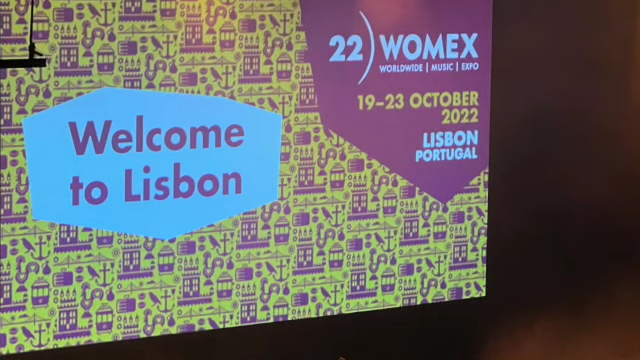 22 WOMEX
WORLDWIDE | MUSIC | EXPO
19–23 OCTOBER
2022
LISBON
PORTUGAL
Welcome
to Lisbon